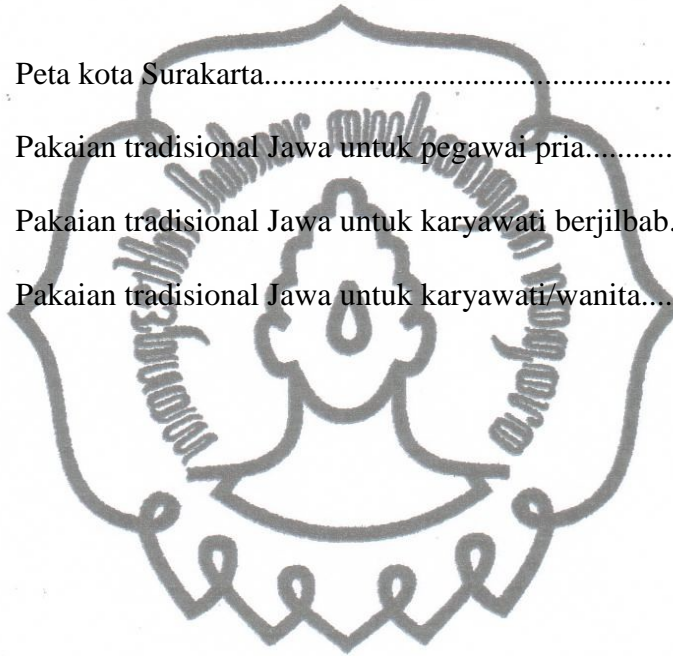 Peta kota Surakarta....................................................
Pakaian tradisional Jawa untuk pegawai pria...........
Pakaian tradisional Jawa untuk karyawati berjilbab.
Pakaian tradisional Jawa untuk karyawati/wanita....